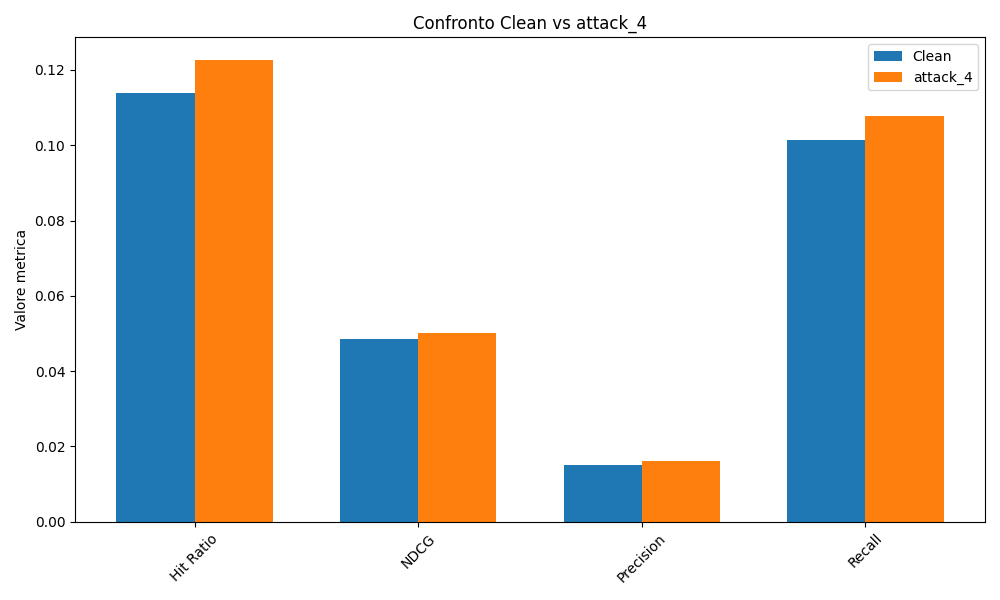 Confronto Clean vs attack_4
Clean
attack_4
Valore metrica
0.12
0.10
0.08
0.06
0.04
0.02
0.00
Hit Ratio
NDCG
Precision
Recall